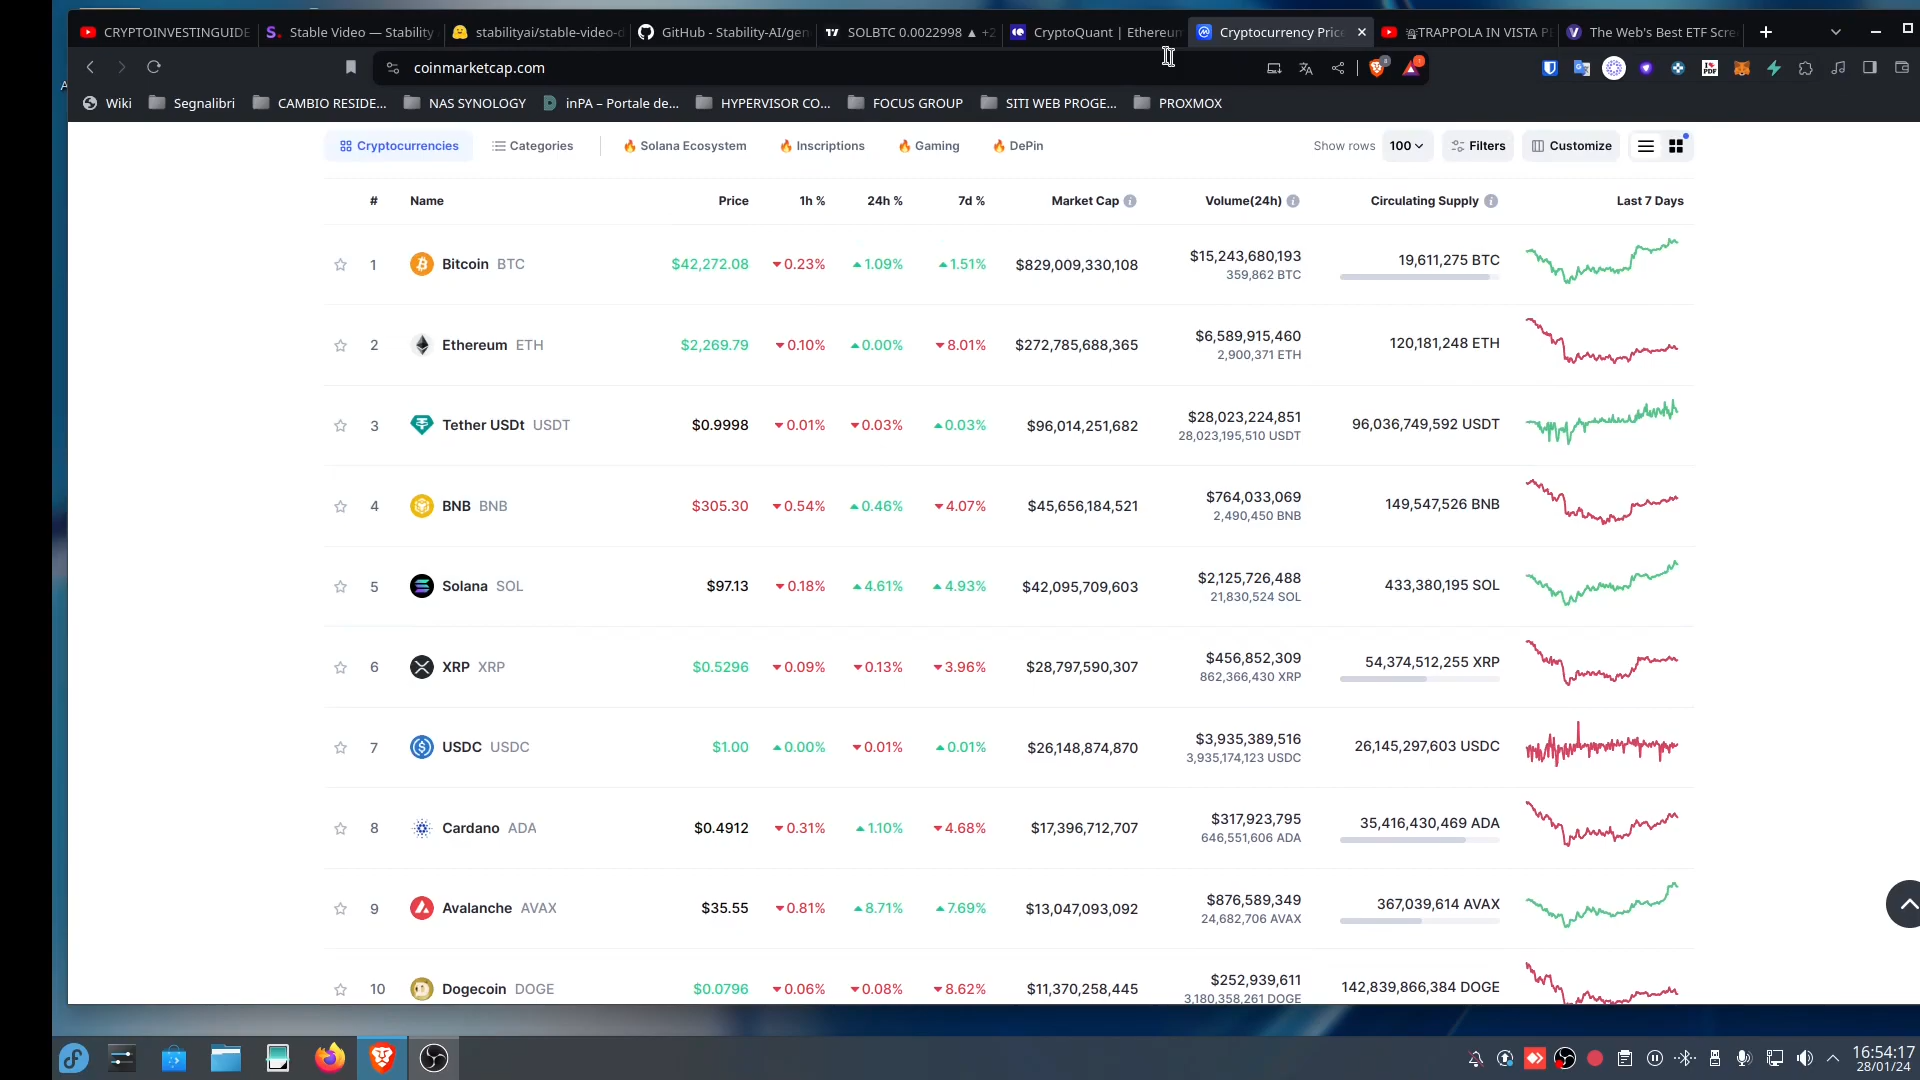 CRYPTOINVESTINGUIDE
Stable Video — Stability
stabilityai/stable-video-d
GitHub - Stability-AI/gen
SOLBTC 0.0022998 ▲ +2
CryptoQuant | Ethereum
Cryptocurrency Price
TRAPPOLA IN VISTA PE
The Web's Best ETF Scre
coinmarketcap.com
Wiki
Segnalibri
CAMBIO RESIDE...
NAS SYNOLOGY
inPA – Portale de...
HYPERVISOR CO...
FOCUS GROUP
SITI WEB PROGE...
PROXMOX
Cryptocurrencies
Categories
Solana Ecosystem
Inscriptions
Gaming
DePin
Show rows
100
Filters
Customize
# Name Price 1h % 24h % 7d % Market Cap Volume(24h) Circulating Supply Last 7 Days
1 Bitcoin BTC $42,272.08 0.23% 1.09% 1.51% $829,009,330,108 $15,243,680,193 19,611,275 BTC
359,862 BTC
2 Ethereum ETH $2,269.79 0.10% 0.00% 8.01% $272,785,688,365 $6,589,915,460 120,181,248 ETH
2,900,371 ETH
3 Tether USDt USDT $0.9998 0.01% 0.03% 0.03% $96,014,251,682 $28,023,224,851 96,036,749,592 USDT
28,023,195,510 USDT
4 BNB BNB $305.30 0.54% 0.46% 4.07% $45,656,184,521 $764,033,069 149,547,526 BNB
2,490,450 BNB
5 Solana SOL $97.13 0.18% 4.61% 4.93% $42,095,709,603 $2,125,726,488 433,380,195 SOL
21,830,524 SOL
6 XRP XRP $0.5296 0.09% 0.13% 3.96% $28,797,590,307 $456,852,309 54,374,512,255 XRP
862,366,430 XRP
7 USDC USDC $1.00 0.00% 0.01% 0.01% $26,148,874,870 $3,935,389,516 26,145,297,603 USDC
3,935,174,123 USDC
8 Cardano ADA $0.4912 0.31% 1.10% 4.68% $17,396,712,707 $317,923,795 35,416,430,469 ADA
646,551,606 ADA
9 Avalanche AVAX $35.55 0.81% 8.71% 7.69% $13,047,093,092 $876,589,349 367,039,614 AVAX
24,682,706 AVAX
10 Dogecoin DOGE $0.0796 0.06% 0.08% 8.62% $11,370,258,445 $252,939,611 142,839,866,384 DOGE
3,180,358,261 DOGE
16:54:17
28/01/24